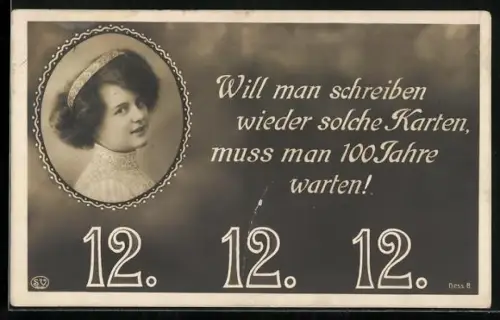 Will man schreiben
wieder solche Karten,
muss man 100 Jahre
warten!
12. 12. 12.